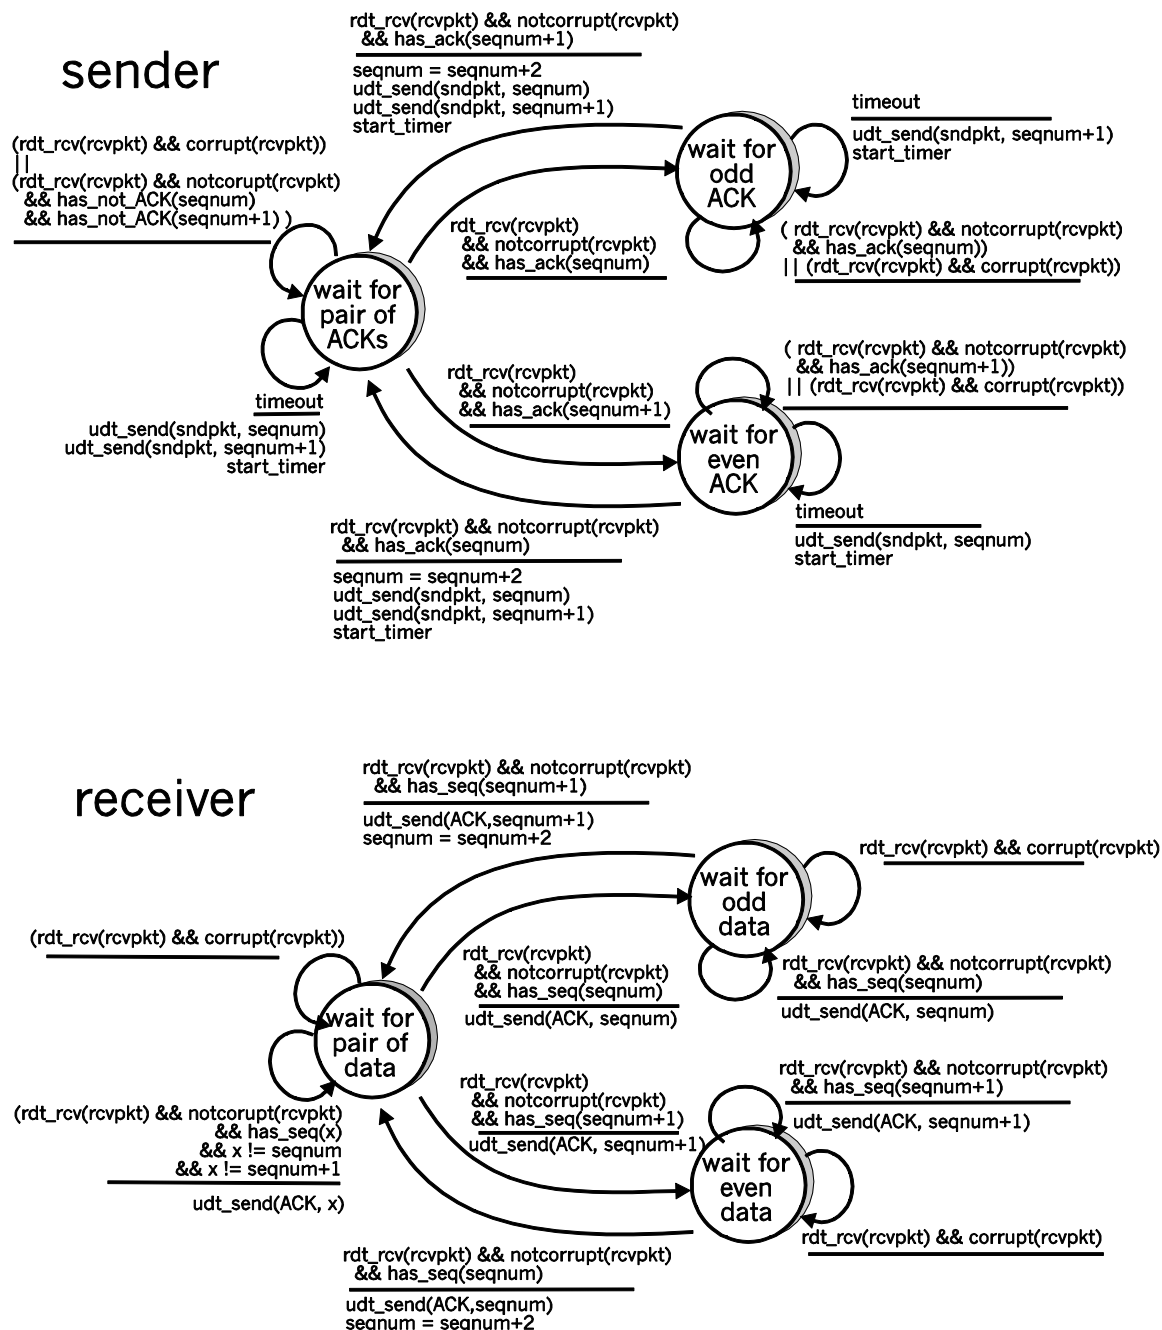 rdt_rcv(rcvpkt) && notcorrupt(rcvpkt)
&& has_ack(seqnum+1)
seqnum = seqnum+2
udt_send(sndpkt, seqnum)
udt_send(sndpkt, seqnum+1)
start_timer
sender
(rdt_rcv(rcvpkt) && corrupt(rcvpkt))
||
(rdt_rcv(rcvpkt) && notcorupt(rcvpkt)
&& has_not_ACK(seqnum)
&& has_not_ACK(seqnum+1) )
wait for
odd
ACK
timeout
udt_send(sndpkt, seqnum+1)
start_timer
rdt_rcv(rcvpkt)
&& notcorrupt(rcvpkt)
&& has_ack(seqnum)
( rdt_rcv(rcvpkt) && notcorrupt(rcvpkt)
&& has_ack(seqnum))
|| (rdt_rcv(rcvpkt) && corrupt(rcvpkt))
wait for
pair of
ACKs
timeout
udt_send(sndpkt, seqnum)
udt_send(sndpkt, seqnum+1)
start_timer
rdt_rcv(rcvpkt)
&& notcorrupt(rcvpkt)
&& has_ack(seqnum+1)
( rdt_rcv(rcvpkt) && notcorrupt(rcvpkt)
&& has_ack(seqnum+1))
|| (rdt_rcv(rcvpkt) && corrupt(rcvpkt))
wait for
even
ACK
timeout
udt_send(sndpkt, seqnum)
start_timer
rdt_rcv(rcvpkt) && notcorrupt(rcvpkt)
&& has_ack(seqnum)
seqnum = seqnum+2
udt_send(sndpkt, seqnum)
udt_send(sndpkt, seqnum+1)
start_timer
receiver
rdt_rcv(rcvpkt) && notcorrupt(rcvpkt)
&& has_seq(seqnum+1)
udt_send(ACK,seqnum+1)
seqnum = seqnum+2
wait for
odd
data
rdt_rcv(rcvpkt) && corrupt(rcvpkt)
(rdt_rcv(rcvpkt) && corrupt(rcvpkt))
rdt_rcv(rcvpkt)
&& notcorrupt(rcvpkt)
&& has_seq(seqnum)
udt_send(ACK, seqnum)
rdt_rcv(rcvpkt) && notcorrupt(rcvpkt)
&& has_seq(seqnum)
udt_send(ACK, seqnum)
wait for
pair of
data
(rdt_rcv(rcvpkt) && notcorupt(rcvpkt)
&& has_seq(x)
&& x != seqnum
&& x != seqnum+1
udt_send(ACK, x)
rdt_rcv(rcvpkt)
&& notcorrupt(rcvpkt)
&& has_seq(seqnum+1)
udt_send(ACK, seqnum+1)
rdt_rcv(rcvpkt) && notcorrupt(rcvpkt)
&& has_seq(seqnum+1)
udt_send(ACK, seqnum+1)
wait for
even
data
rdt_rcv(rcvpkt) && corrupt(rcvpkt)
rdt_rcv(rcvpkt) && notcorrupt(rcvpkt)
&& has_seq(seqnum)
udt_send(ACK,seqnum)
seqnum = seqnum+2